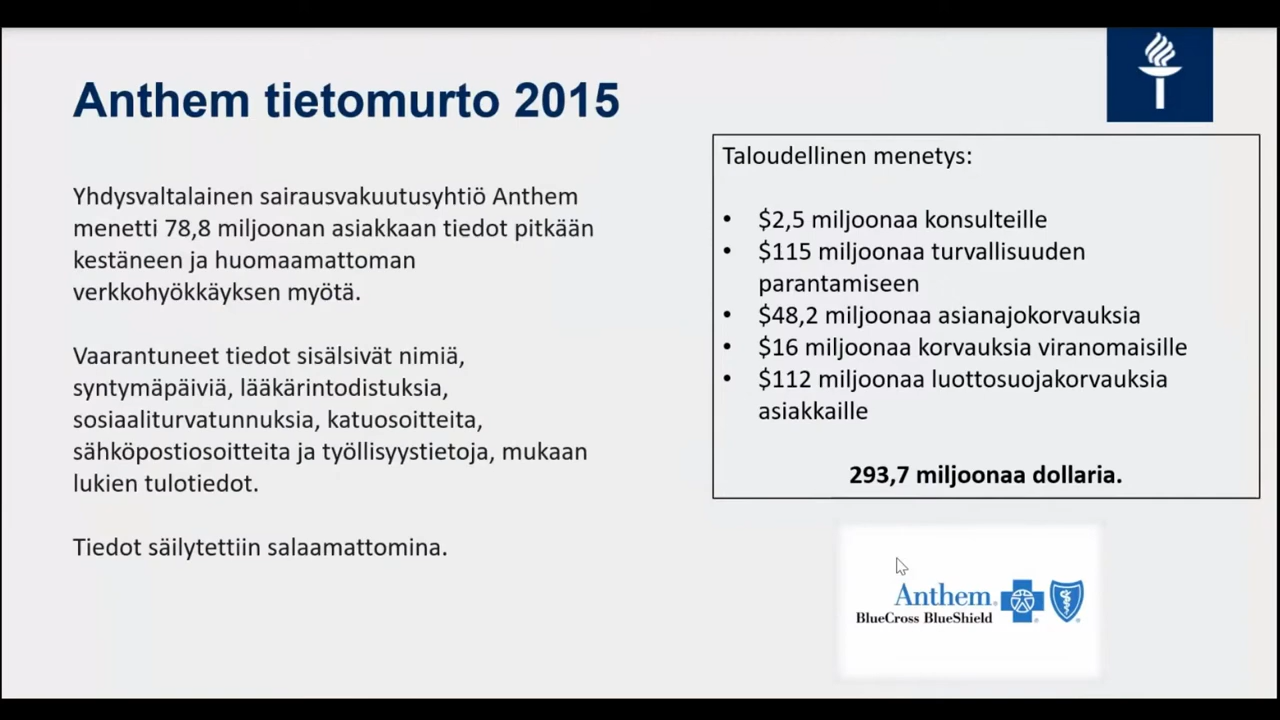 Anthem tietomurto 2015
Yhdysvaltalainen sairausvakuutusyhtiö Anthem
menetti 78,8 miljoonan asiakkaan tiedot pitkään
kestäneen ja huomaamattoman
verkkohyökkäyksen myötä.
Vaarantuneet tiedot sisälsivät nimiä,
syntymäpäiviä, lääkärintodistuksia,
sosiaaliturvatunnuksia, katuosoitteita,
sähköpostiosoitteita ja työllisyystietoja, mukaan
lukien tulotiedot.
Tiedot säilytettiin salaamattomina.
Taloudellinen menetys:
• $2,5 miljoonaa konsulteille
• $115 miljoonaa turvallisuuden
parantamiseen
• $48,2 miljoonaa asianajokorvauksia
• $16 miljoonaa korvauksia viranomaisille
• $112 miljoonaa luottosuojakorvauksia
asiakkaille
293,7 miljoonaa dollaria.
Anthem®
BlueCross BlueShield